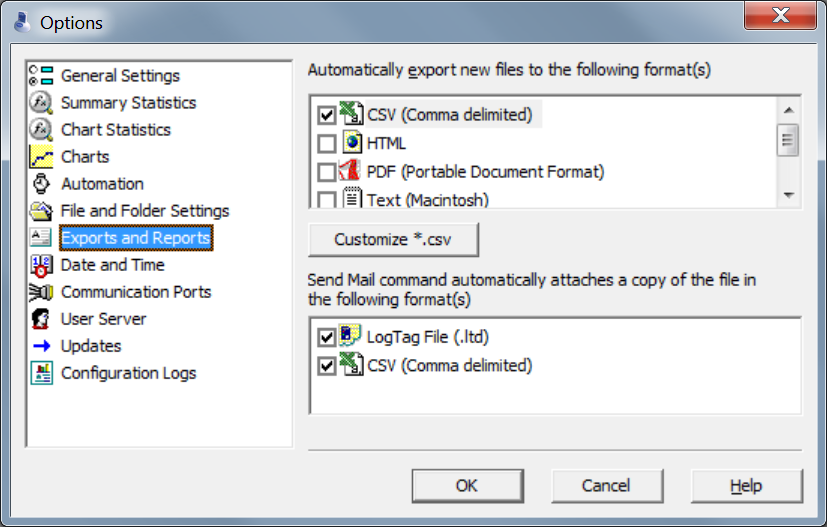 Options
General Settings
Summary Statistics
Chart Statistics
Charts
Automation
File and Folder Settings
Exports and Reports
Date and Time
Communication Ports
User Server
Updates
Configuration Logs
Automatically export new files to the following format(s)
CSV (Comma delimited)
HTML
PDF (Portable Document Format)
Text (Macintosh)
Customize *.csv
Send Mail command automatically attaches a copy of the file in
the following format(s)
LogTag File (.ltd)
CSV (Comma delimited)
OK
Cancel
Help